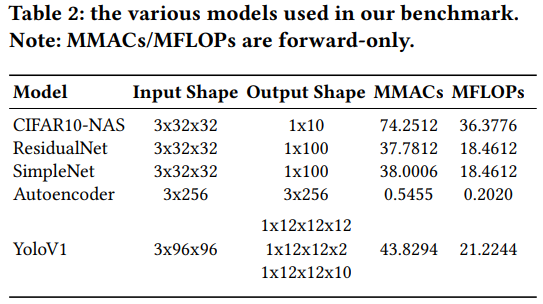 Table 2: the various models used in our benchmark.
Note: MMACs/MFLOPs are forward-only.
Model Input Shape Output Shape MMACs MFLOPs
CIFAR10-NAS 3x32x32 1x10 74.2512 36.3776
ResidualNet 3x32x32 1x100 37.7812 18.4612
SimpleNet 3x32x32 1x100 38.0006 18.4612
Autoencoder 3x256 3x256 0.5455 0.2020
1x12x12x12
YoloV1 3x96x96 1x12x12x2 43.8294 21.2244
1x12x12x10